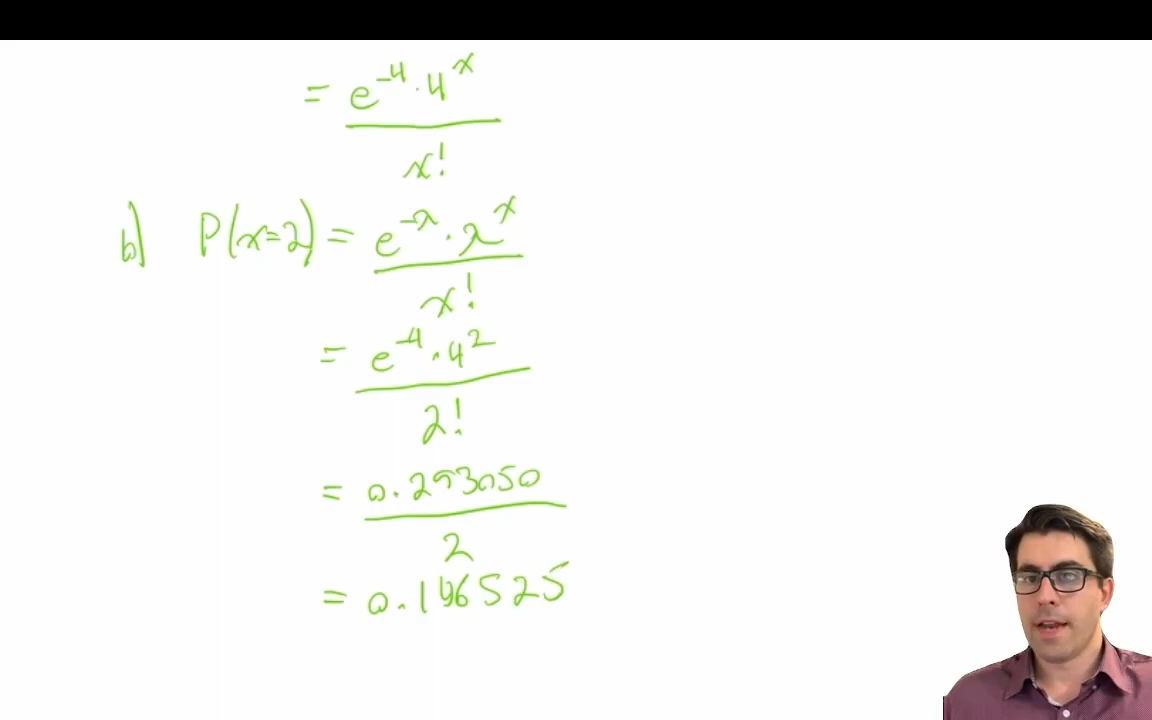 = e^{-4} · 4^x
x!
b) P(x=2) = e^{-λ} · λ^x
x!
= e^{-4} · 4^2
2!
= 0.293050
2
= 0.146525